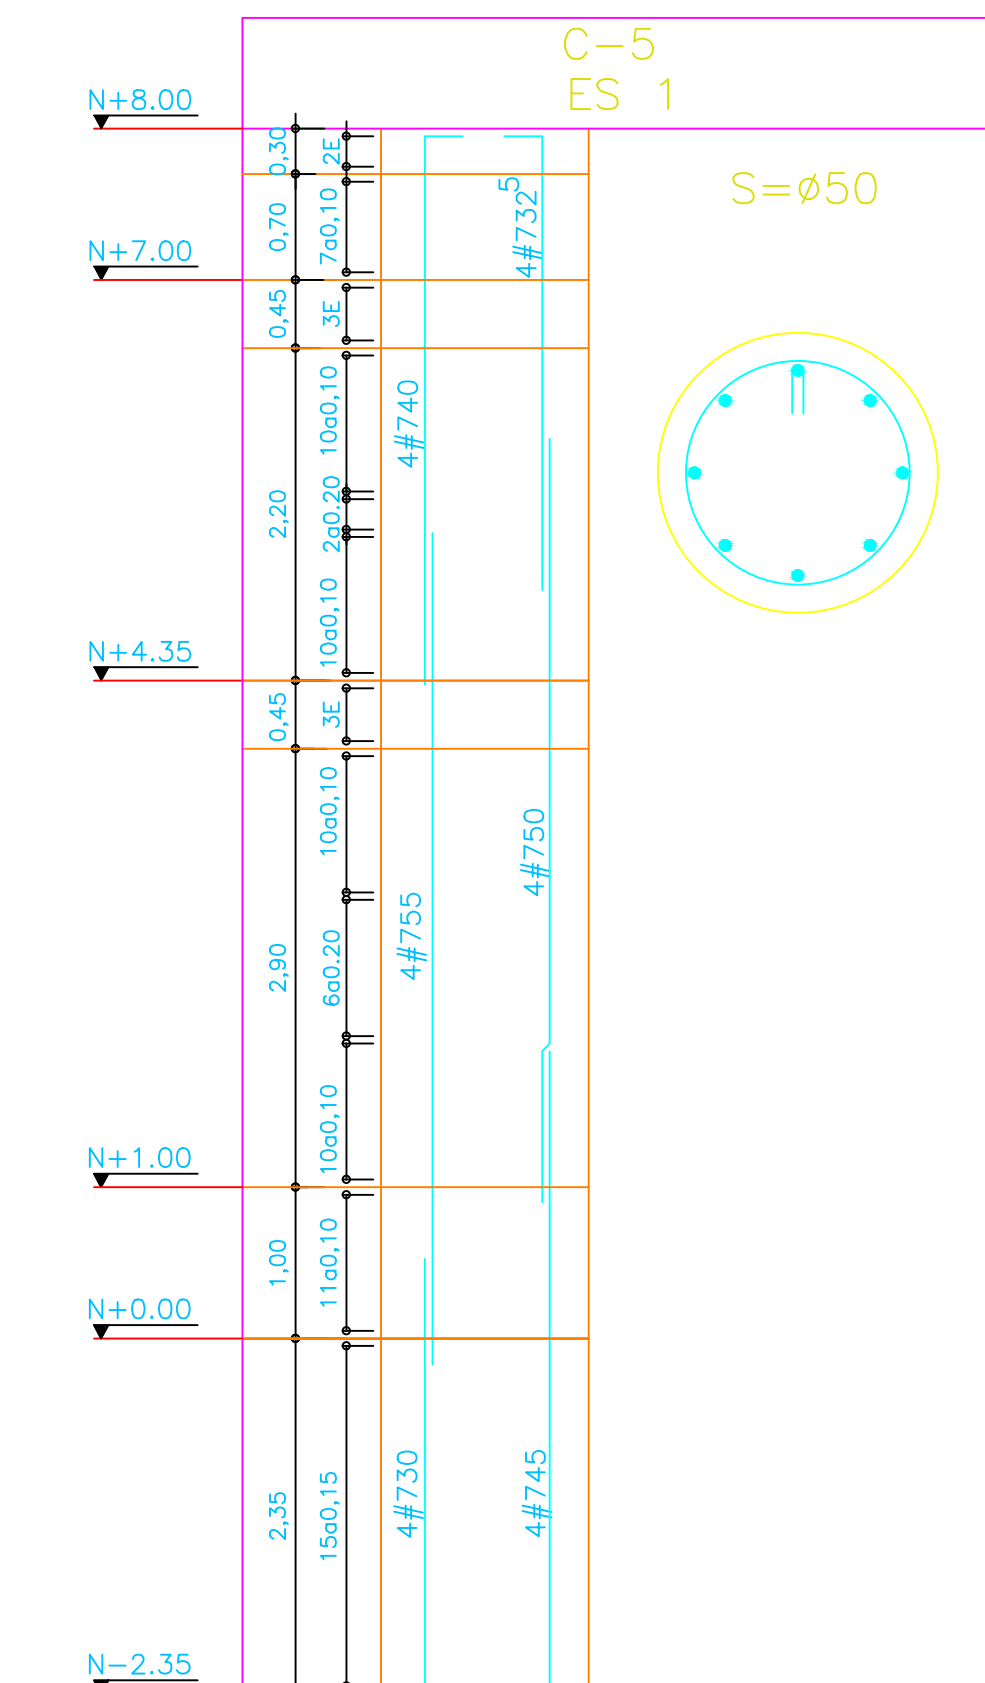 C-5
ES 1
S=ø50
N+8.00
N+7.00
N+4.35
N+1.00
N+0.00
N-2.35
0,30
0,70
0,45
2,20
0,45
2,90
1,00
2,35
2E
7a0,10
3E
10a0,10
2a0.20
10a0,10
3E
10a0,10
6a0.20
10a0,10
11a0,10
15a0,15
4#740
4#755
4#730
4#732⁵
4#750
4#745